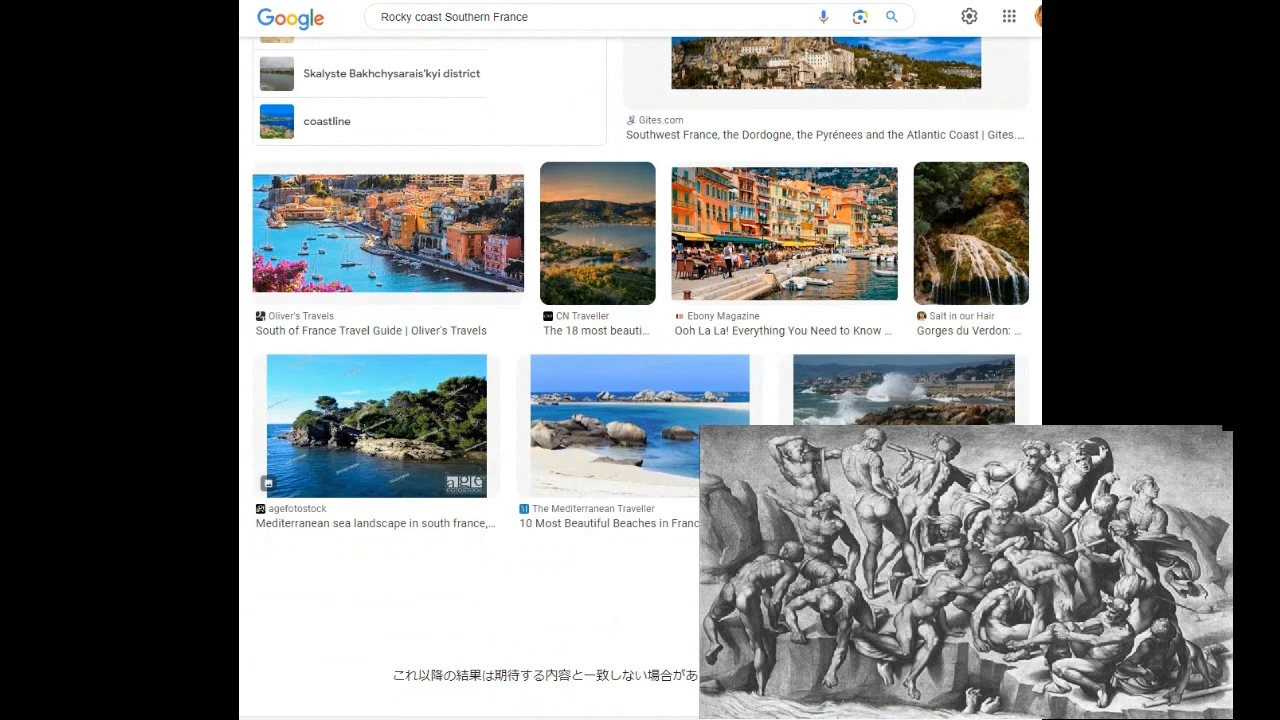 Google
Rocky coast Southern France
Skalyste Bakhchysarais'kyi district
coastline
Gites.com
Southwest France, the Dordogne, the Pyrénees and the Atlantic Coast | Gites....
Oliver's Travels
South of France Travel Guide | Oliver's Travels
CN Traveller
The 18 most beauti...
Ebony Magazine
Ooh La La! Everything You Need to Know ...
Salt in our Hair
Gorges du Verdon: ...
age
FOTOSTOCK
agefotostock
Mediterranean sea landscape in south france,...
The Mediterranean Traveller
10 Most Beautiful Beaches in Franc
これ以降の結果は期待する内容と一致しない場合があ